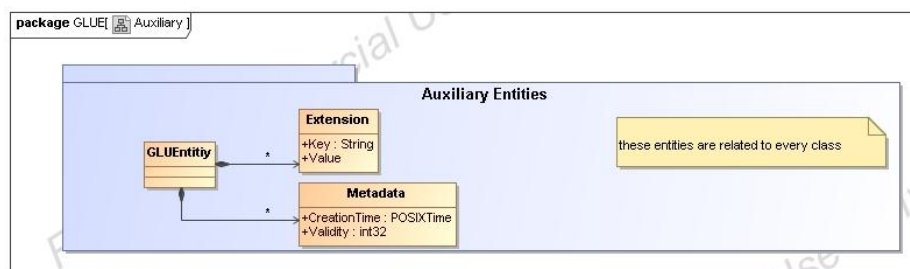 package GLUE[ Auxiliary ]
Auxiliary Entities
Extension
+Key : String
+Value
GLUEntitiy
*
these entities are related to every class
*
Metadata
+CreationTime : POSIXTime
+Validity : int32